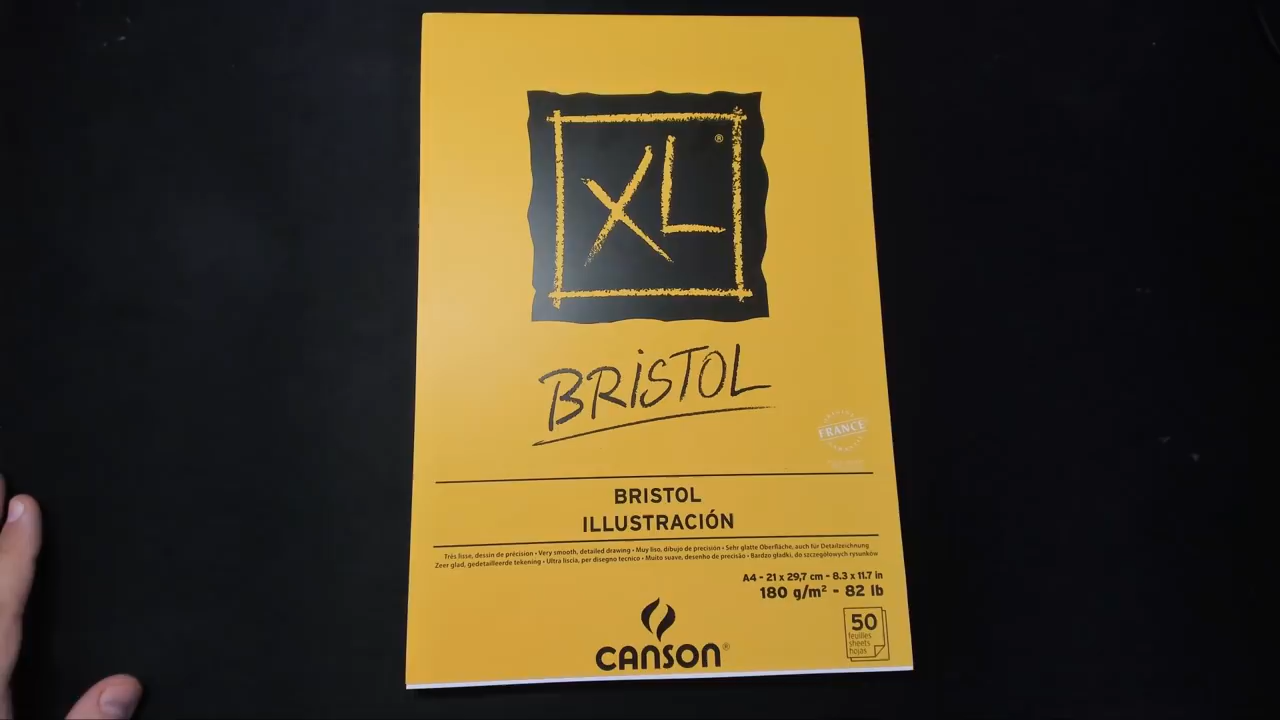 XL®
BRISTOL
FRANCE
BRISTOL
ILLUSTRACIÓN
Très lisse, dessin de précision • Very smooth, detailed drawing • Muy liso, dibujo de precisión • Sehr glatte Oberfläche, auch für Detailzeichnung
Zeer glad, gedetailleerde tekening • Ultra liscia, per disegno tecnico • Muito suave, desenho de precisão • Bardzo gładki, do szczegółowych rysunków
A4 - 21 x 29,7 cm - 8.3 x 11.7 in
180 g/m² - 82 lb
50
feuilles
sheets
hojas
CANSON®